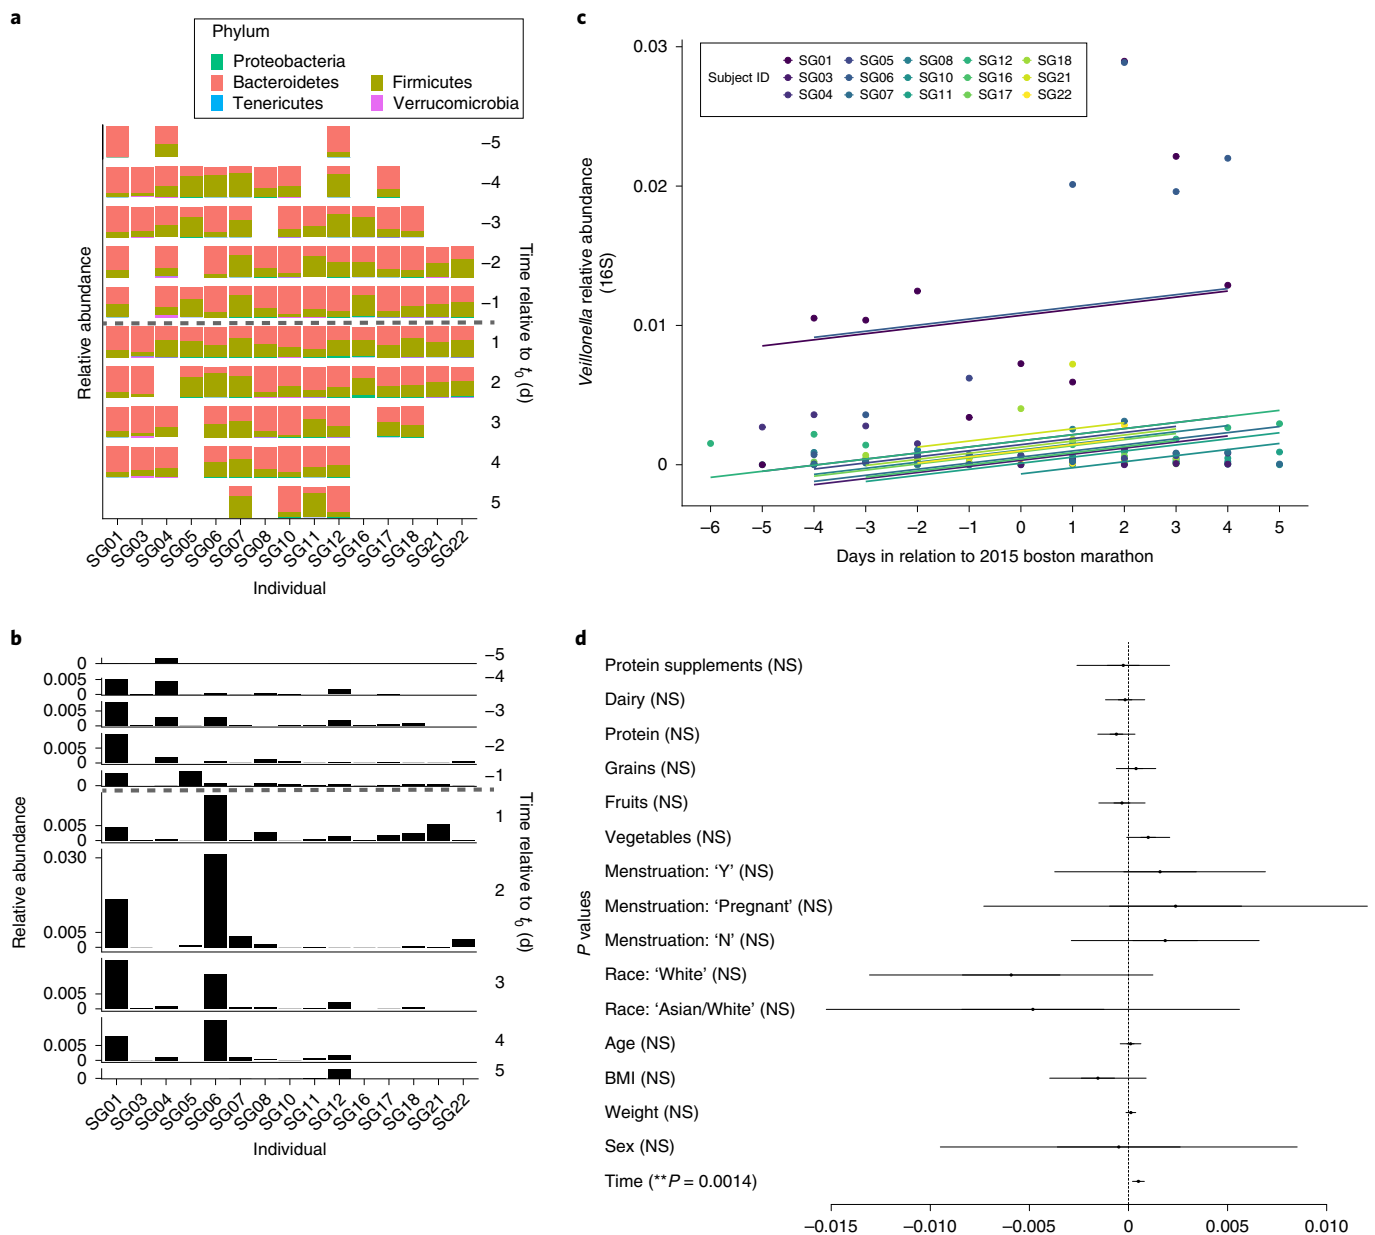 a
Phylum
Proteobacteria
Bacteroidetes
Firmicutes
Tenericutes
Verrucomicrobia
Relative abundance
–5
–4
–3
–2
–1
1
2
3
4
5
Time relative to t0 (d)
SG01 SG03 SG04 SG05 SG06 SG07 SG08 SG10 SG11 SG12 SG16 SG17 SG18 SG21 SG22
Individual
b
Relative abundance
0
0.005
0
0.005
0
0.005
0
0
0.005
0
0.030
0.005
0
0.005
0
0.005
0
0
–5
–4
–3
–2
–1
1
2
3
4
5
Time relative to t0 (d)
SG01 SG03 SG04 SG05 SG06 SG07 SG08 SG10 SG11 SG12 SG16 SG17 SG18 SG21 SG22
Individual
c
Veillonella relative abundance
(16S)
0.03
0.02
0.01
0
Subject ID
SG01 SG05 SG08 SG12 SG18
SG03 SG06 SG10 SG16 SG21
SG04 SG07 SG11 SG17 SG22
–6 –5 –4 –3 –2 –1 0 1 2 3 4 5
Days in relation to 2015 boston marathon
d
P values
Protein supplements (NS)
Dairy (NS)
Protein (NS)
Grains (NS)
Fruits (NS)
Vegetables (NS)
Menstruation: ‘Y’ (NS)
Menstruation: ‘Pregnant’ (NS)
Menstruation: ‘N’ (NS)
Race: ‘White’ (NS)
Race: ‘Asian/White’ (NS)
Age (NS)
BMI (NS)
Weight (NS)
Sex (NS)
Time (**P = 0.0014)
–0.015 –0.010 –0.005 0 0.005 0.010